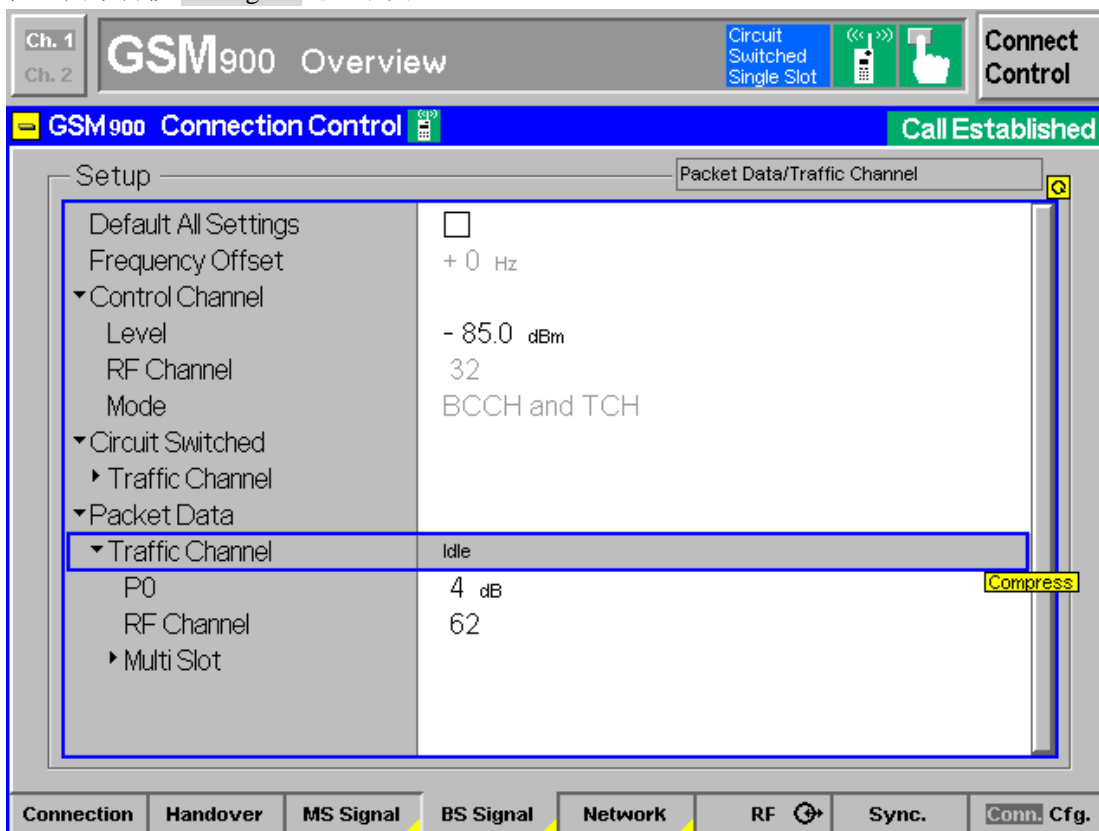 Ch. 1
Ch. 2
GSM900 Overview
Circuit
Switched
Single Slot
Connect
Control
GSM 900 Connection Control
Call Established
Setup
Packet Data/Traffic Channel
Default All Settings
Frequency Offset + 0 Hz
Control Channel
Level - 85.0 dBm
RF Channel 32
Mode BCCH and TCH
Circuit Switched
Traffic Channel
Packet Data
Traffic Channel Idle
P0 4 dB
Compress
RF Channel 62
Multi Slot
Connection Handover MS Signal BS Signal Network RF Sync. Conn. Cfg.